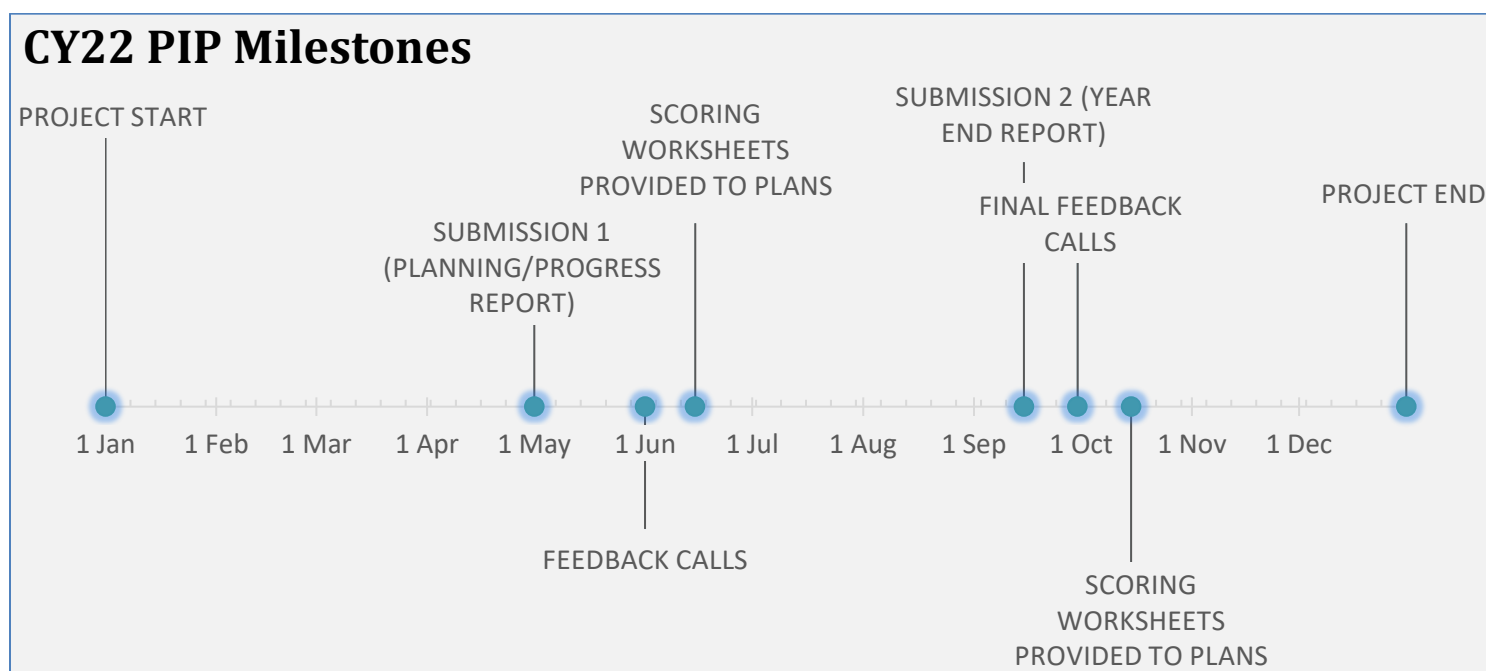 CY22 PIP Milestones
PROJECT START
SUBMISSION 1
(PLANNING/PROGRESS
REPORT)
SCORING
WORKSHEETS
PROVIDED TO PLANS
SUBMISSION 2 (YEAR
END REPORT)
FINAL FEEDBACK
CALLS
PROJECT END
1 Jan
1 Feb
1 Mar
1 Apr
1 May
1 Jun
1 Jul
1 Aug
1 Sep
1 Oct
1 Nov
1 Dec
FEEDBACK CALLS
SCORING
WORKSHEETS
PROVIDED TO PLANS